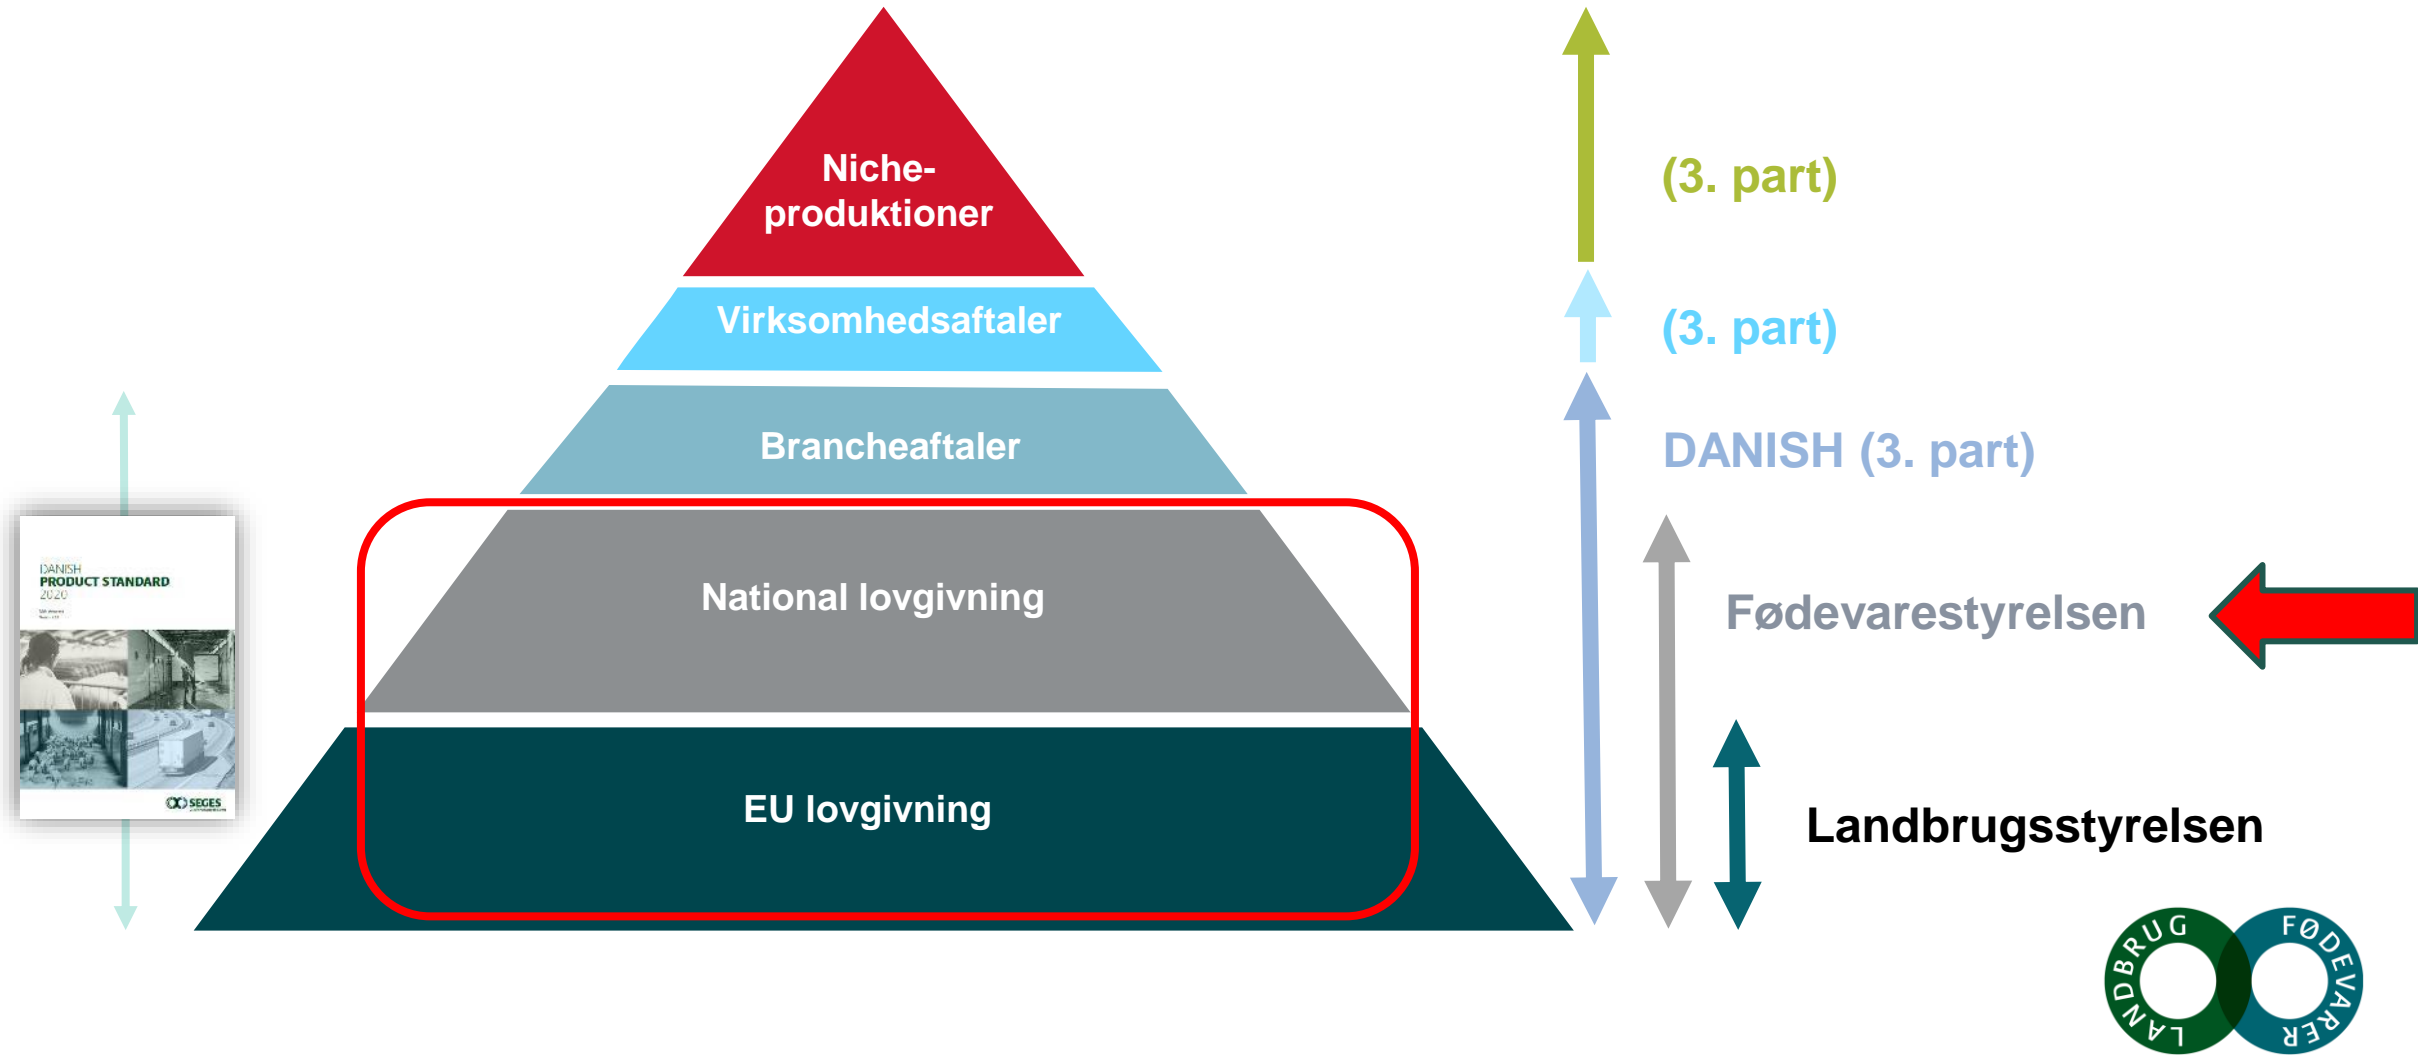 Niche-
produktioner
(3. part)
Virksomhedsaftaler
(3. part)
Brancheaftaler
DANISH (3. part)
DANISH
PRODUCT STANDARD
2020
National lovgivning
Fødevarestyrelsen
SEGES
EU lovgivning
Landbrugsstyrelsen
LANDBRUG
FØDEVARER